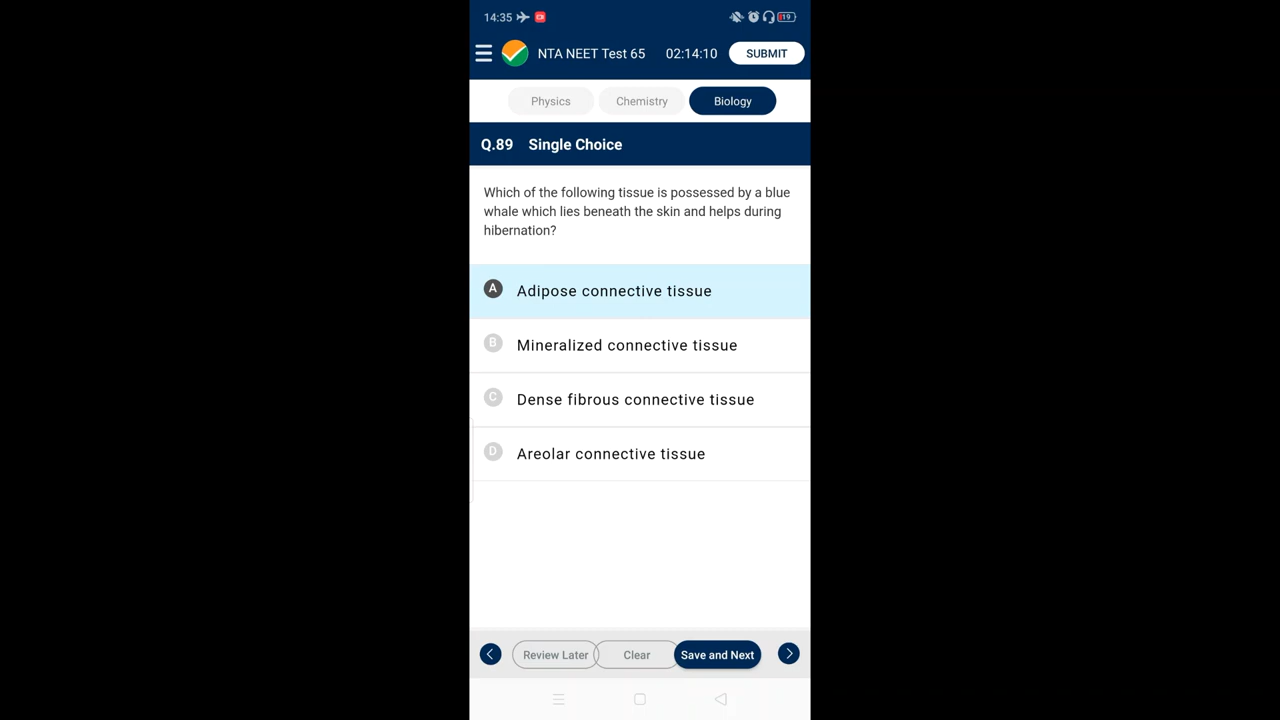 14:35
19
NTA NEET Test 65 02:14:10 SUBMIT
Physics Chemistry Biology
Q.89 Single Choice
Which of the following tissue is possessed by a blue
whale which lies beneath the skin and helps during
hibernation?
A Adipose connective tissue
B Mineralized connective tissue
C Dense fibrous connective tissue
D Areolar connective tissue
Review Later Clear Save and Next